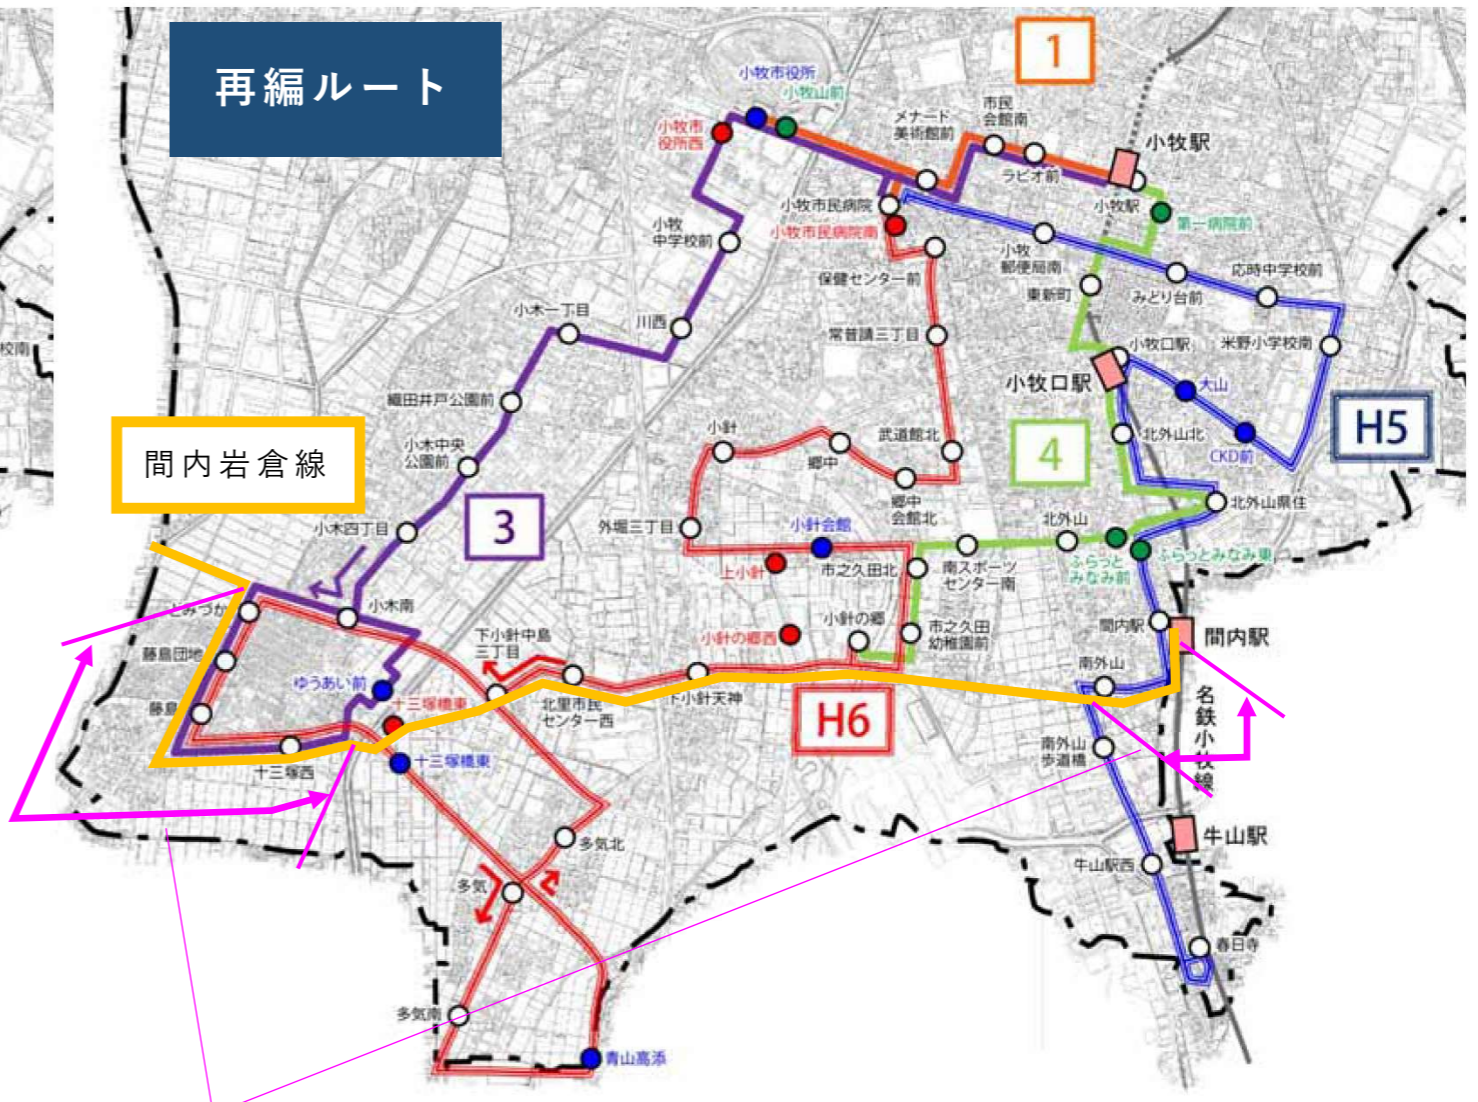 再編ルート
1
小牧市役所
小牧山前
小牧市
役所西
メナード
美術館前
市民
会館南
ラピオ前
小牧駅
小牧駅
第一病院前
小牧市民病院
小牧市民病院南
小牧
中学校前
保健センター前
小牧
郵便局南
東新町
みどり台前
応時中学校前
小木一丁目
川西
常普請三丁目
小牧口駅
小牧口駅
米野小学校南
大山
織田井戸公園前
CKD前
H5
小針
郷中
武道館北
北外山北
4
小木中央
公園前
間内岩倉線
郷中
会館北
北外山県住
3
小木四丁目
外堀三丁目
小針会館
北外山
上小針
市之久田北
南スポーツ
センター南
ふらっと
みなみ前
ふらっとみなみ東
とみづか
小木南
下小針中島
三丁目
小針の郷西
小針の郷
市之久田
幼稚園前
間内駅
間内駅
藤島団地
ゆうあい前
南外山
藤島
十三塚橋東
北里市民
センター西
下小針天神
H6
名鉄小牧線
南外山
歩道橋
十三塚西
十三塚橋東
多気北
牛山駅
牛山駅西
多気
春日寺
多気南
青山高添
校南